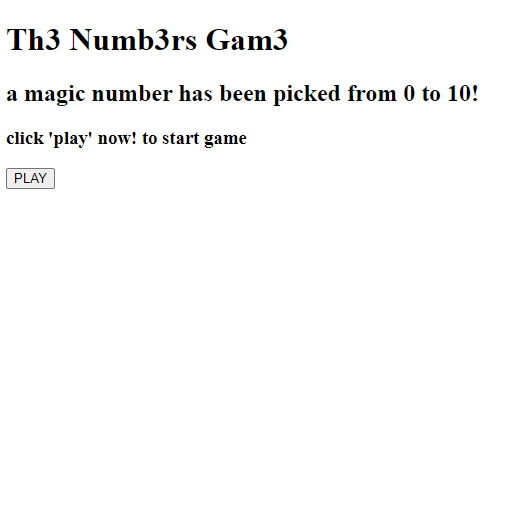 Th3 Numb3rs Gam3
a magic number has been picked from 0 to 10!
click 'play' now! to start game
PLAY